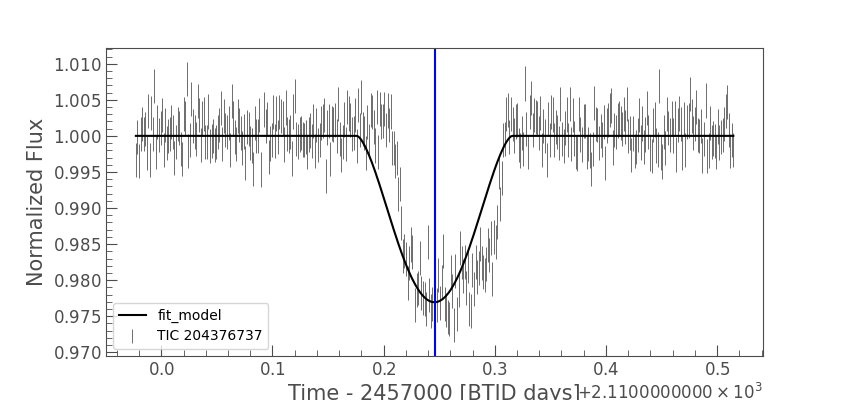 1.010
1.005
1.000
0.995
0.990
0.985
0.980
0.975
0.970
Normalized Flux
fit_model
TIC 204376737
0.0 0.1 0.2 0.3 0.4 0.5
Time - 2457000 [BTJD days]
+2.1100000000 × 10³